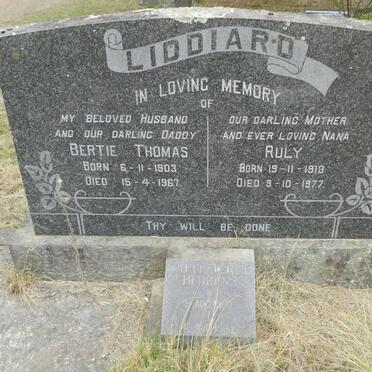 LIDDIARD
IN LOVING MEMORY
OF
MY BELOVED HUSBAND
AND OUR DARLING DADDY
BERTIE THOMAS
BORN 6-11-1903
DIED 15-4-1967.
OUR DARLING MOTHER
AND EVER LOVING NANA
RULY
BORN 19-11-1913
DIED 9-10-1977.
THY WILL BE DONE